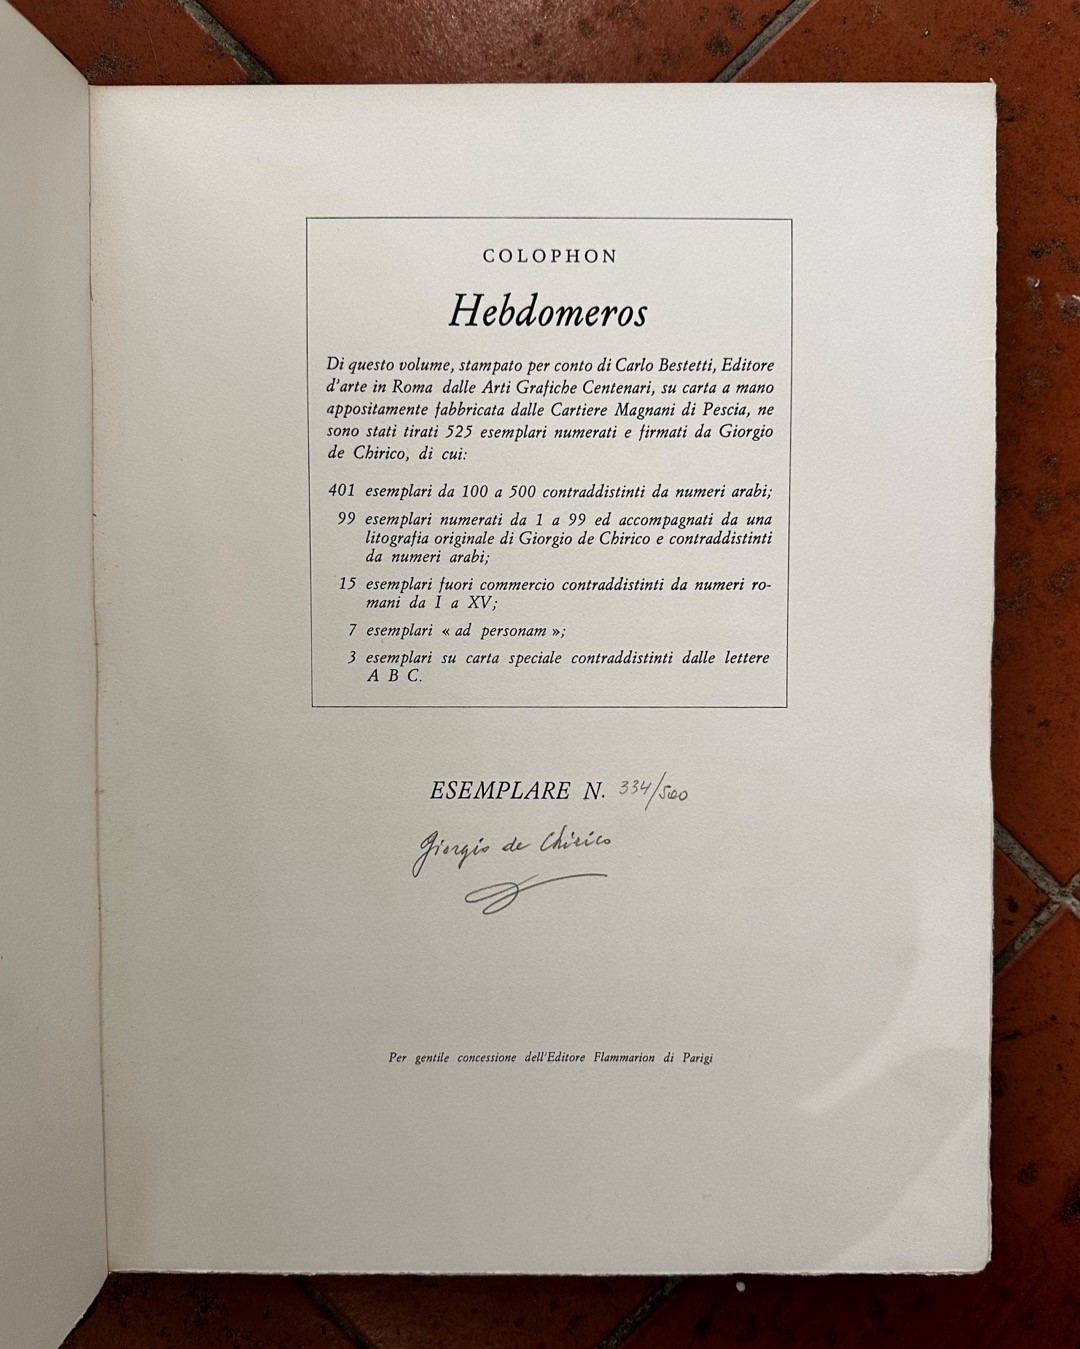 COLOPHON
Hebdomeros
Di questo volume, stampato per conto di Carlo Bestetti, Editore
d'arte in Roma dalle Arti Grafiche Centenari, su carta a mano
appositamente fabbricata dalle Cartiere Magnani di Pescia, ne
sono stati tirati 525 esemplari numerati e firmati da Giorgio
de Chirico, di cui:
401 esemplari da 100 a 500 contraddistinti da numeri arabi;
99 esemplari numerati da 1 a 99 ed accompagnati da una
litografia originale di Giorgio de Chirico e contraddistinti
da numeri arabi;
15 esemplari fuori commercio contraddistinti da numeri ro-
mani da I a XV;
7 esemplari « ad personam »;
3 esemplari su carta speciale contraddistinti dalle lettere
A B C.
ESEMPLARE N. 334/500
Giorgio de Chirico
Per gentile concessione dell'Editore Flammarion di Parigi